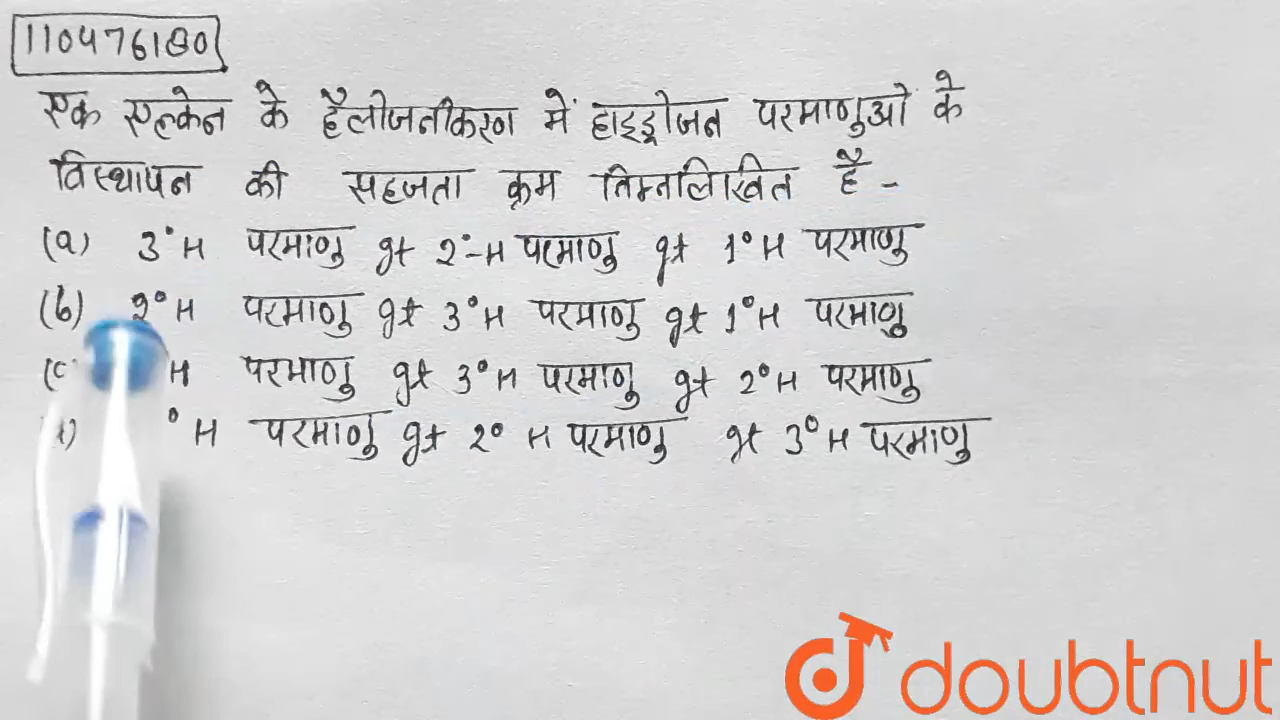 110476180
एक एल्केन के हैलोजनीकरण में हाइड्रोजन परमाणुओ के
विस्थापन की सहजता क्रम निम्नलिखित है -
(a) 3°H परमाणु gt 2°-H परमाणु gt 1°H परमाणु
(b) 2°H परमाणु gt 3°H परमाणु gt 1°H परमाणु
(c H परमाणु gt 3°H परमाणु gt 2°H परमाणु
) °H परमाणु gt 2° H परमाणु gt 3°H परमाणु
doubtnut